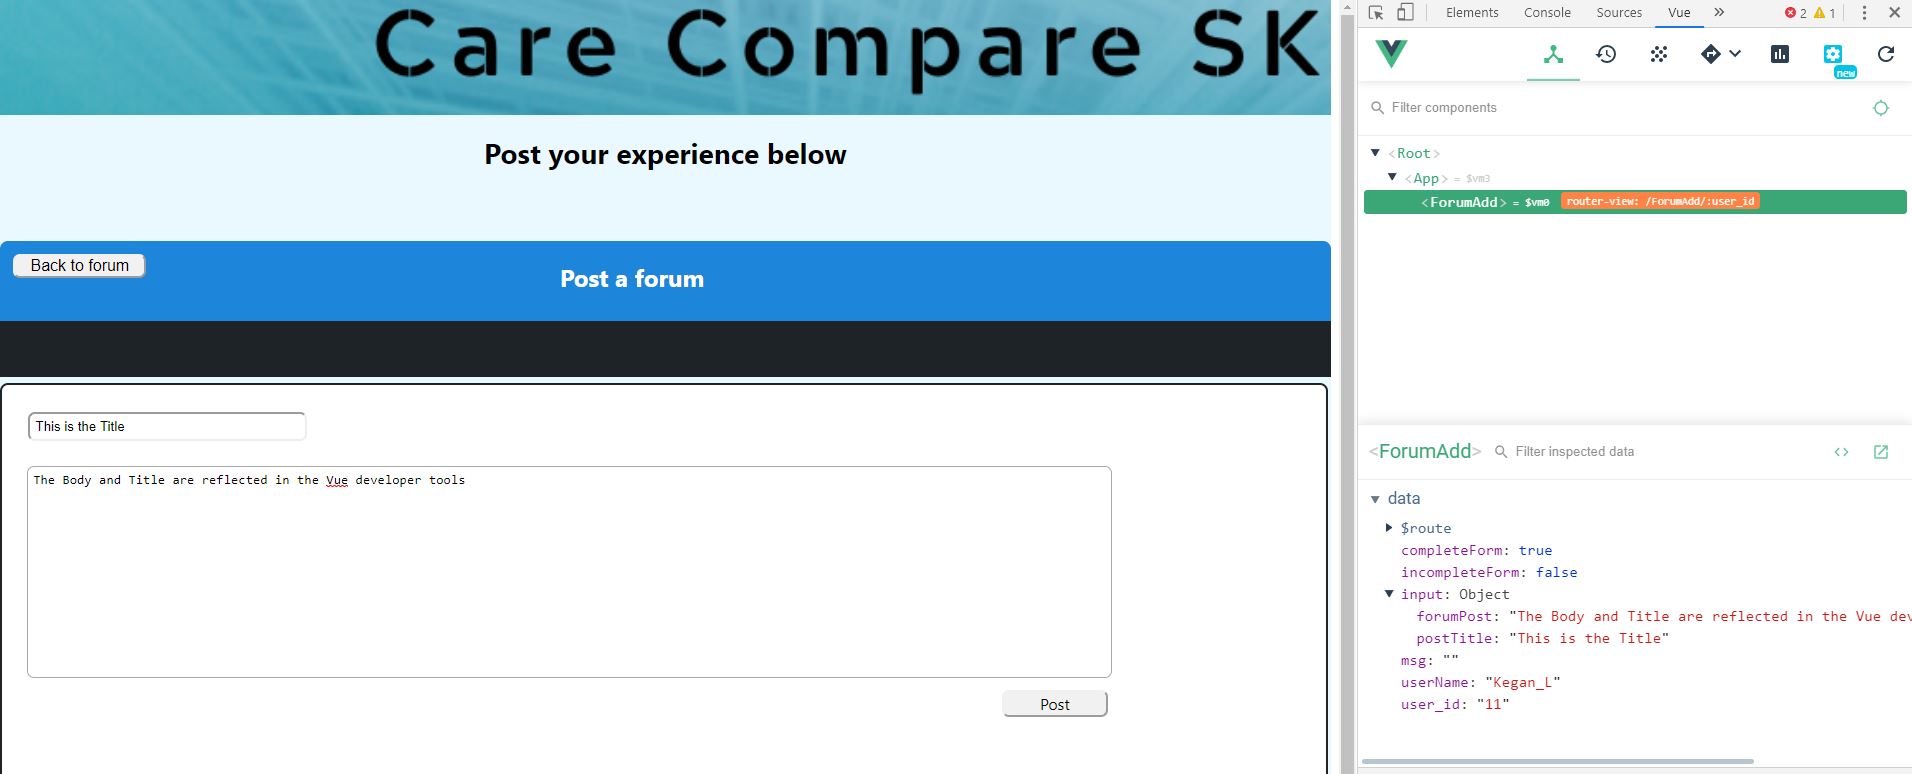 Care Compare SK
Post your experience below
Back to forum
Post a forum
This is the Title
The Body and Title are reflected in the Vue developer tools
Post
Elements Console Sources Vue » 2 1
new
Filter components
<Root>
<App> = $vm3
<ForumAdd> = $vm0 router-view: /ForumAdd/:user_id
<ForumAdd> Filter inspected data <>
data
$route
completeForm: true
incompleteForm: false
input: Object
forumPost: "The Body and Title are reflected in the Vue dev
postTitle: "This is the Title"
msg: ""
userName: "Kegan_L"
user_id: "11"